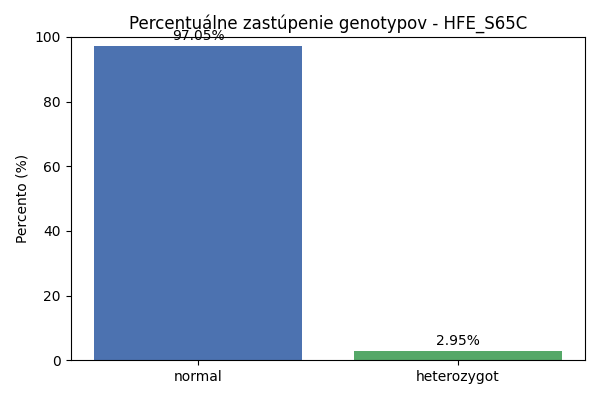 Percentuálne zastúpenie genotypov - HFE_S65C
97.05%
100
80
60
40
20
0
Percento (%)
2.95%
normal
heterozygot